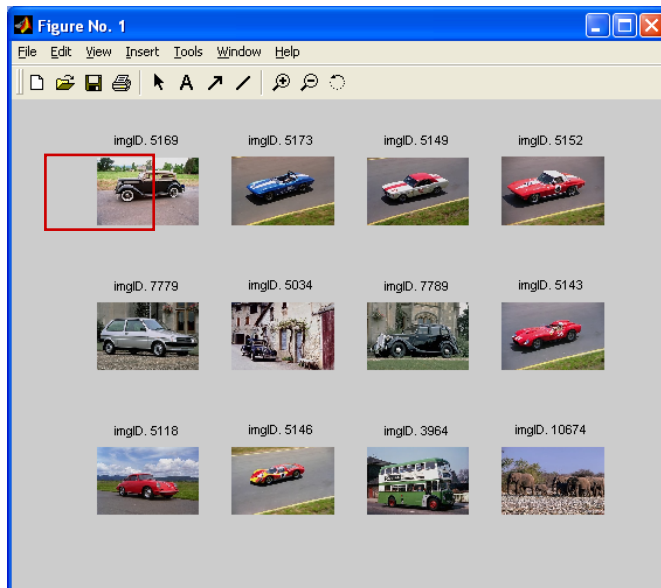 Figure No. 1
File Edit View Insert Tools Window Help
A
imgID. 5169 imgID. 5173 imgID. 5149 imgID. 5152
imgID. 7779 imgID. 5034 imgID. 7789 imgID. 5143
imgID. 5118 imgID. 5146 imgID. 3964 imgID. 10674